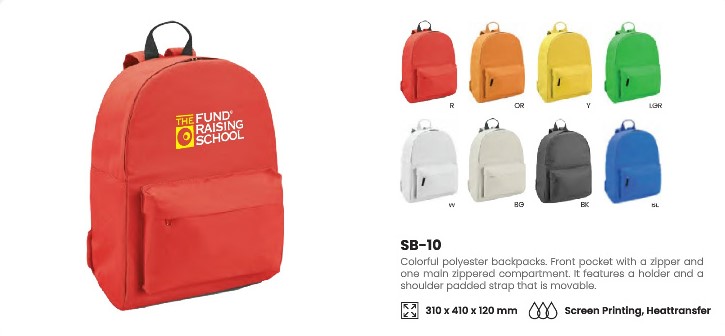 THE FUND®
RAISING
SCHOOL
R OR Y LGR
W BG BK BL
SB-10
Colorful polyester backpacks. Front pocket with a zipper and
one main zippered compartment. It features a holder and a
shoulder padded strap that is movable.
310 x 410 x 120 mm Screen Printing, Heattransfer